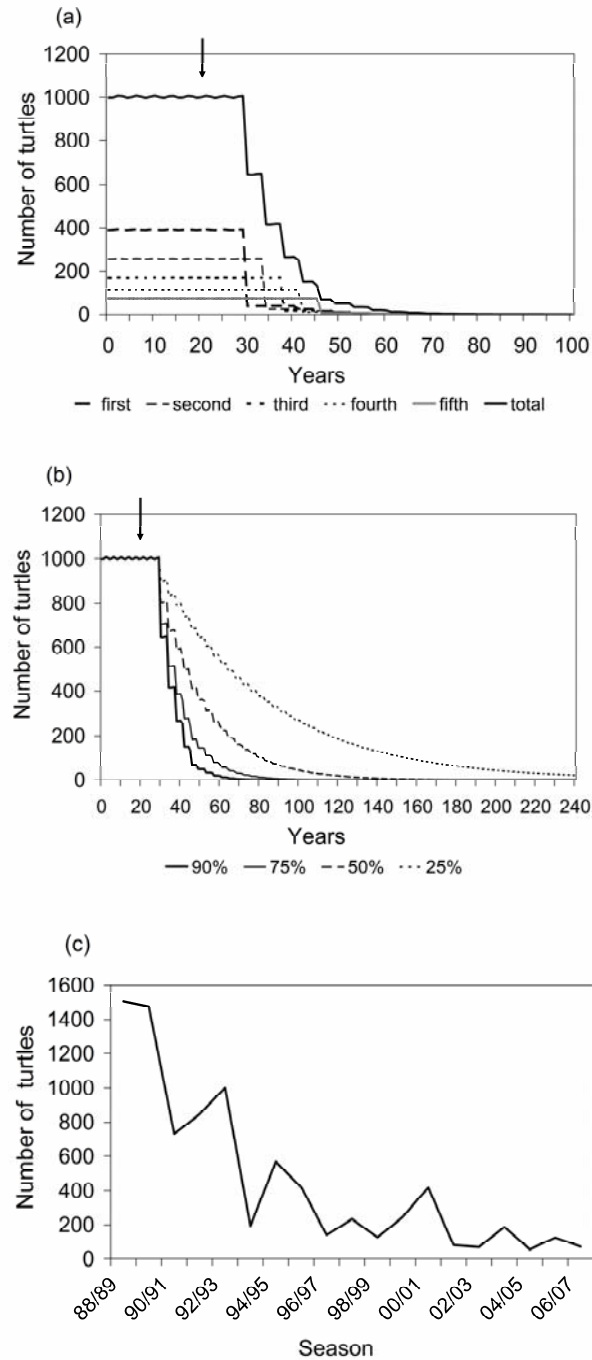 (a)
1200
1000
800
600
400
200
0
Number of turtles
0 10 20 30 40 50 60 70 80 90 100
Years
first second third fourth fifth total
(b)
1200
1000
800
600
400
200
0
Number of turtles
0 20 40 60 80 100 120 140 160 180 200 220 240
Years
90% 75% 50% 25%
(c)
1600
1400
1200
1000
800
600
400
200
0
Number of turtles
88/89 90/91 92/93 94/95 96/97 98/99 00/01 02/03 04/05 06/07
Season